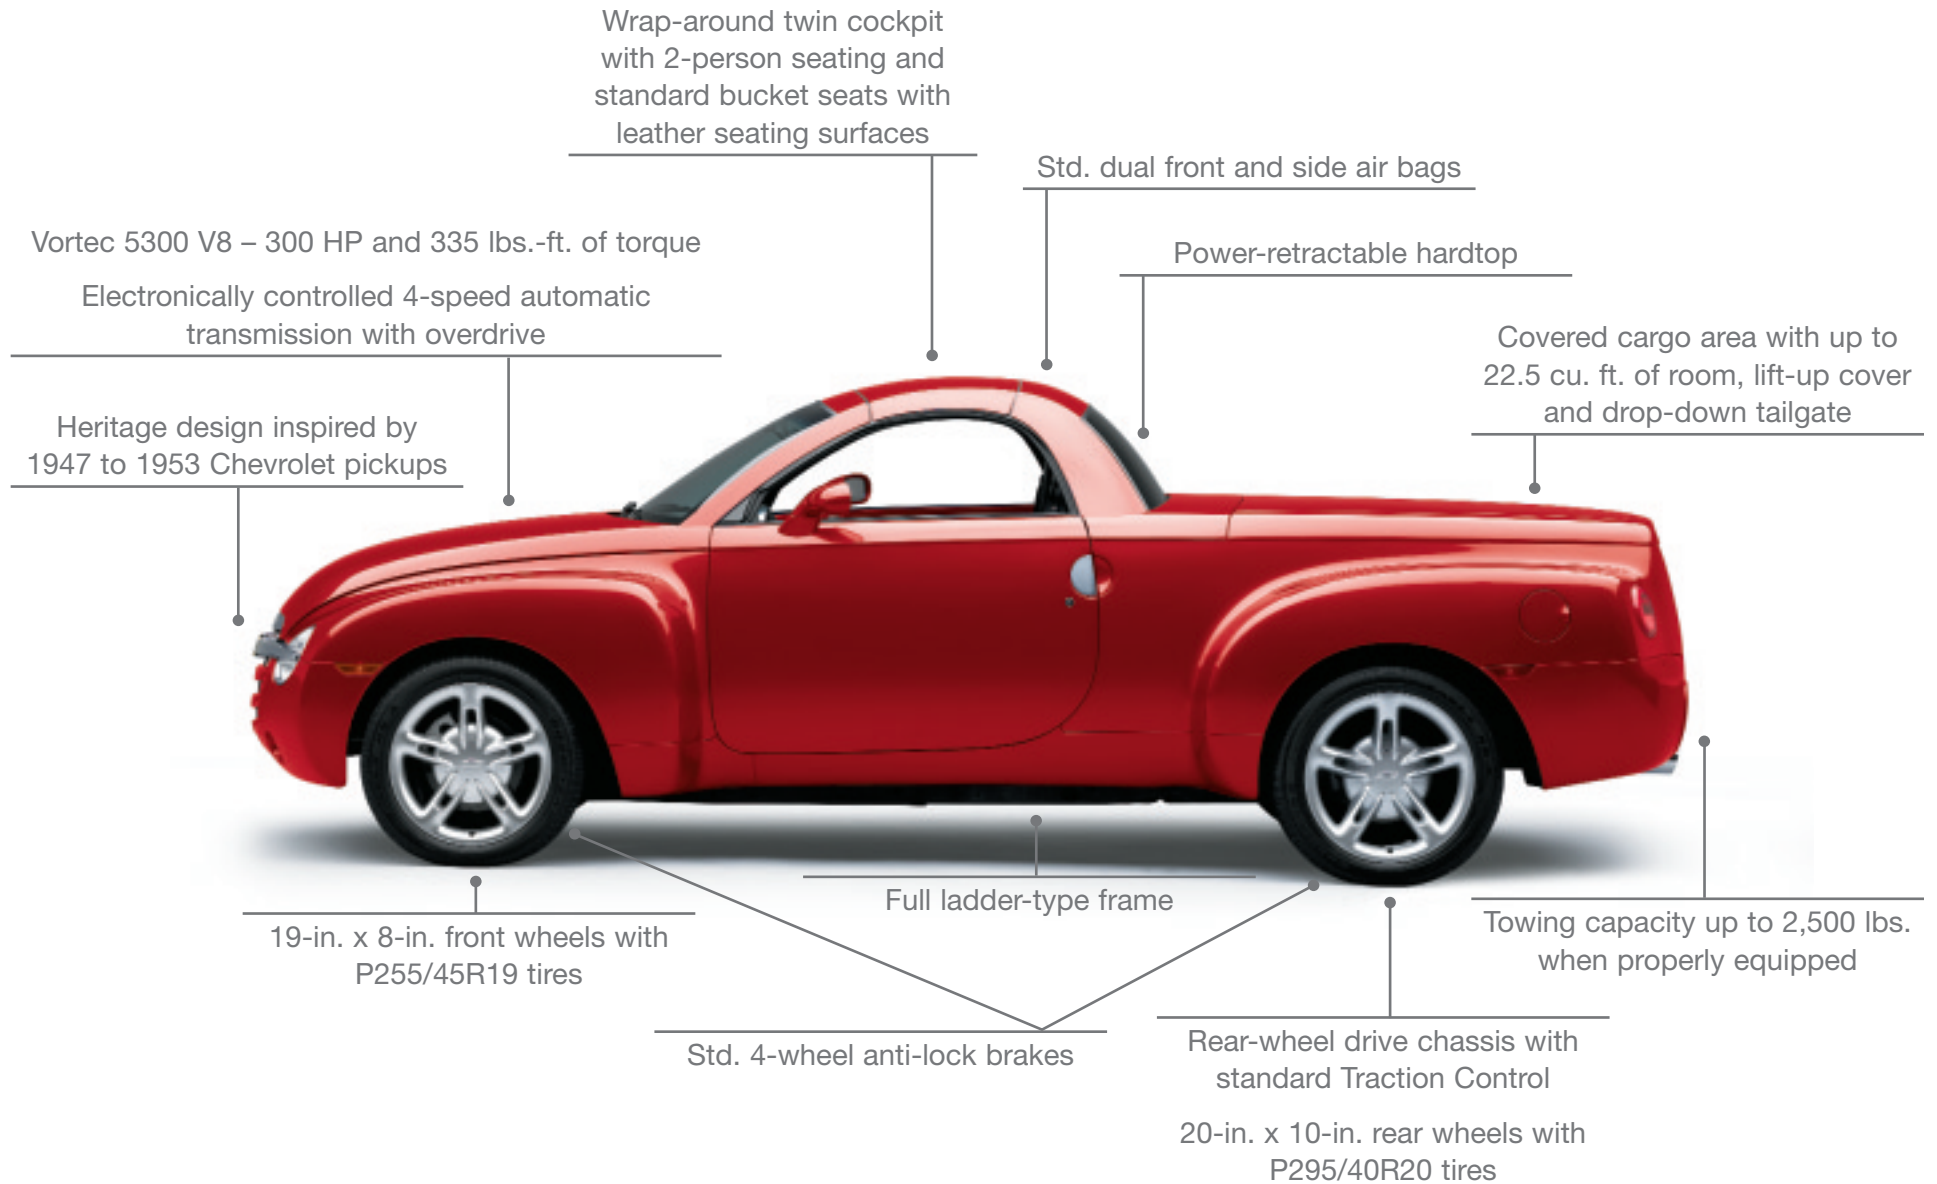 Wrap-around twin cockpit
with 2-person seating and
standard bucket seats with
leather seating surfaces
Std. dual front and side air bags
Vortec 5300 V8 – 300 HP and 335 lbs.-ft. of torque
Electronically controlled 4-speed automatic
transmission with overdrive
Power-retractable hardtop
Covered cargo area with up to
22.5 cu. ft. of room, lift-up cover
and drop-down tailgate
Heritage design inspired by
1947 to 1953 Chevrolet pickups
Full ladder-type frame
19-in. x 8-in. front wheels with
P255/45R19 tires
Towing capacity up to 2,500 lbs.
when properly equipped
Std. 4-wheel anti-lock brakes
Rear-wheel drive chassis with
standard Traction Control
20-in. x 10-in. rear wheels with
P295/40R20 tires